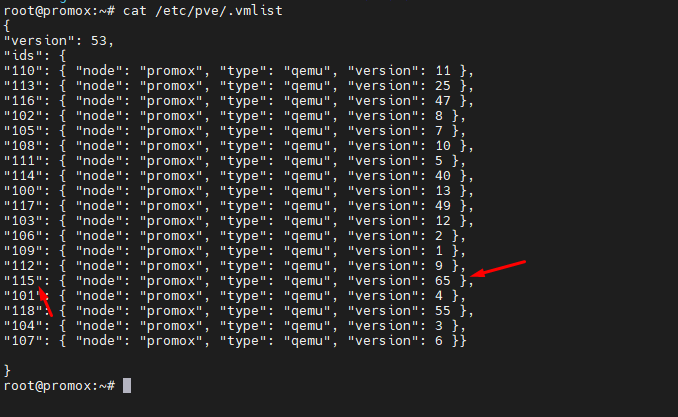 root@promox:~# cat /etc/pve/.vmlist
{
"version": 53,
"ids": {
"110": { "node": "promox", "type": "qemu", "version": 11 },
"113": { "node": "promox", "type": "qemu", "version": 25 },
"116": { "node": "promox", "type": "qemu", "version": 47 },
"102": { "node": "promox", "type": "qemu", "version": 8 },
"105": { "node": "promox", "type": "qemu", "version": 7 },
"108": { "node": "promox", "type": "qemu", "version": 10 },
"111": { "node": "promox", "type": "qemu", "version": 5 },
"114": { "node": "promox", "type": "qemu", "version": 40 },
"100": { "node": "promox", "type": "qemu", "version": 13 },
"117": { "node": "promox", "type": "qemu", "version": 49 },
"103": { "node": "promox", "type": "qemu", "version": 12 },
"106": { "node": "promox", "type": "qemu", "version": 2 },
"109": { "node": "promox", "type": "qemu", "version": 1 },
"112": { "node": "promox", "type": "qemu", "version": 9 },
"115": { "node": "promox", "type": "qemu", "version": 65 },
"101": { "node": "promox", "type": "qemu", "version": 4 },
"118": { "node": "promox", "type": "qemu", "version": 55 },
"104": { "node": "promox", "type": "qemu", "version": 3 },
"107": { "node": "promox", "type": "qemu", "version": 6 }}
}
root@promox:~#